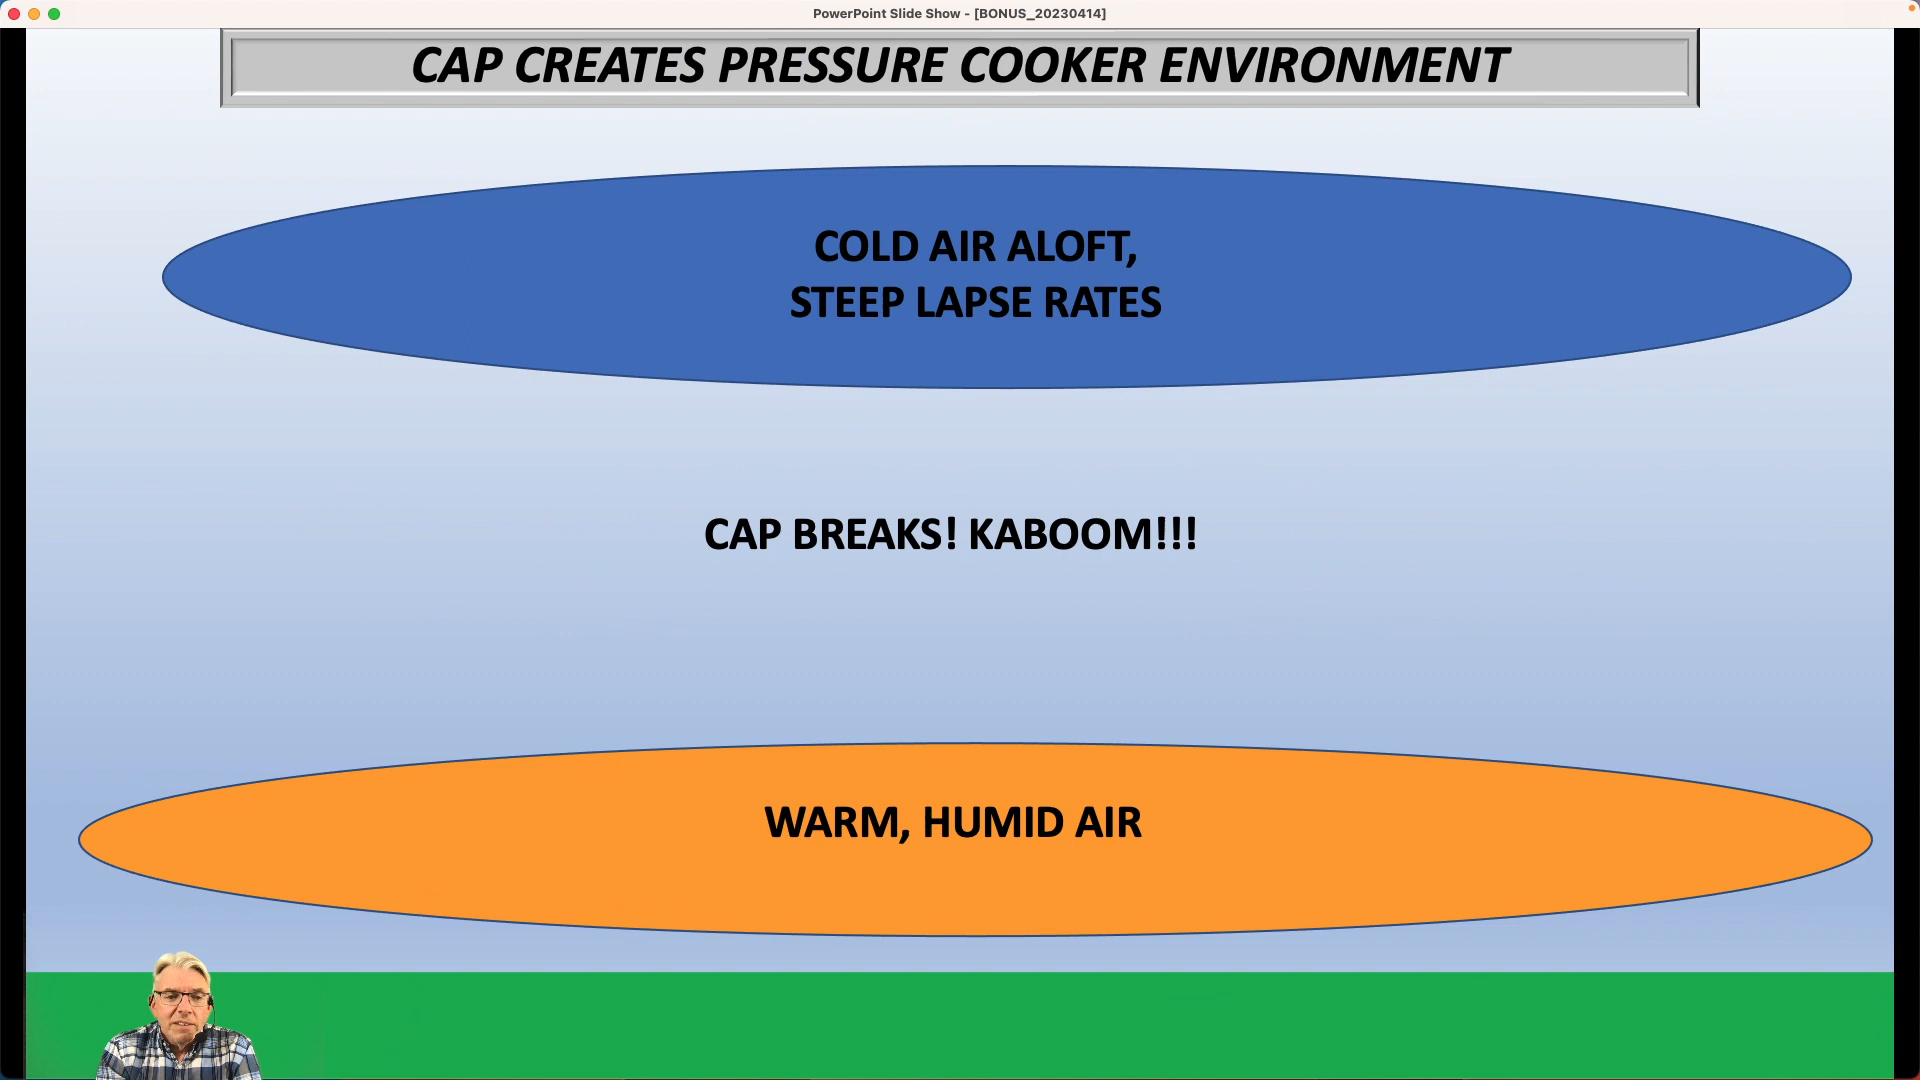 PowerPoint Slide Show - [BONUS_20230414]
CAP CREATES PRESSURE COOKER ENVIRONMENT
COLD AIR ALOFT,
STEEP LAPSE RATES
CAP BREAKS! KABOOM!!!
WARM, HUMID AIR